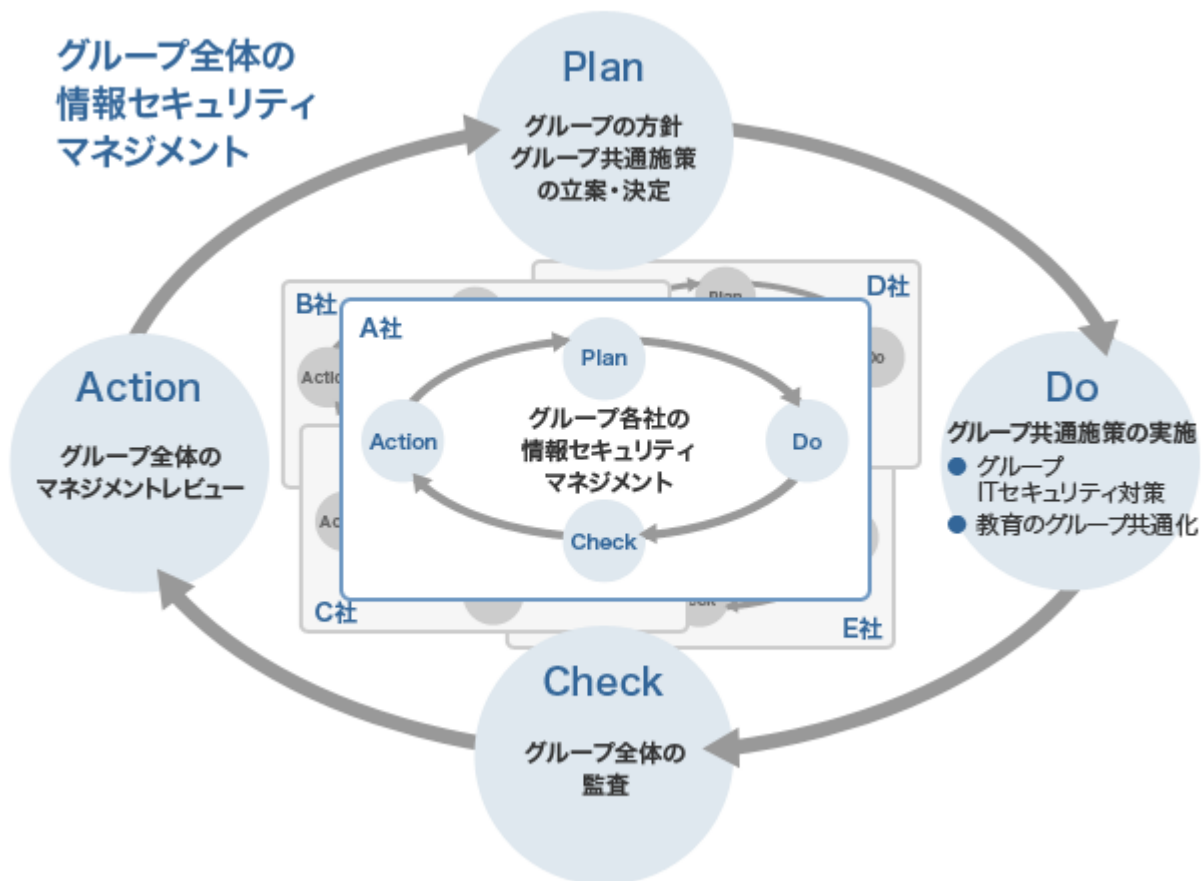 グループ全体の
情報セキュリティ
マネジメント
Plan
グループの方針
グループ共通施策
の立案・決定
Action
グループ全体の
マネジメントレビュー
Do
グループ共通施策の実施
● グループ
ITセキュリティ対策
● 教育のグループ共通化
Check
グループ全体の
監査
B社
D社
A社
Plan
Action
グループ各社の
情報セキュリティ
マネジメント
Do
Check
C社
E社